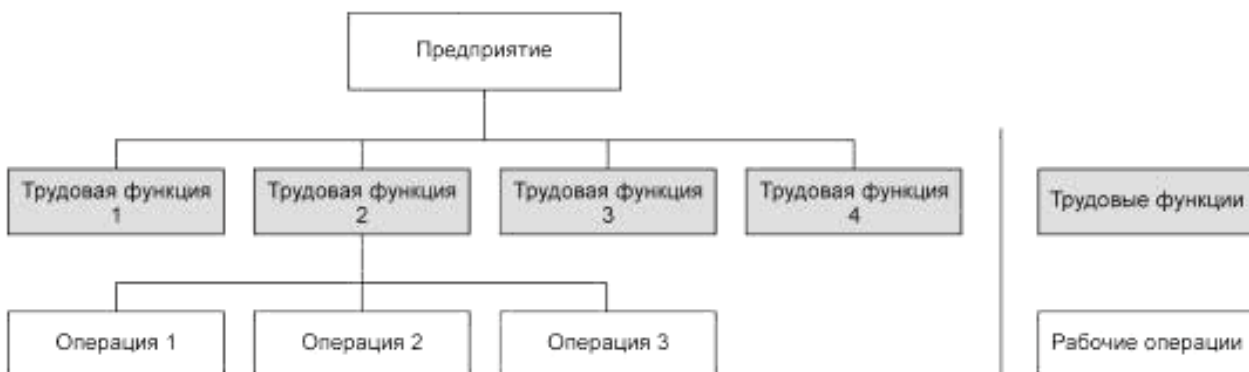 Предприятие
Трудовая функция
1
Трудовая функция
2
Трудовая функция
3
Трудовая функция
4
Трудовые функции
Операция 1
Операция 2
Операция 3
Рабочие операции